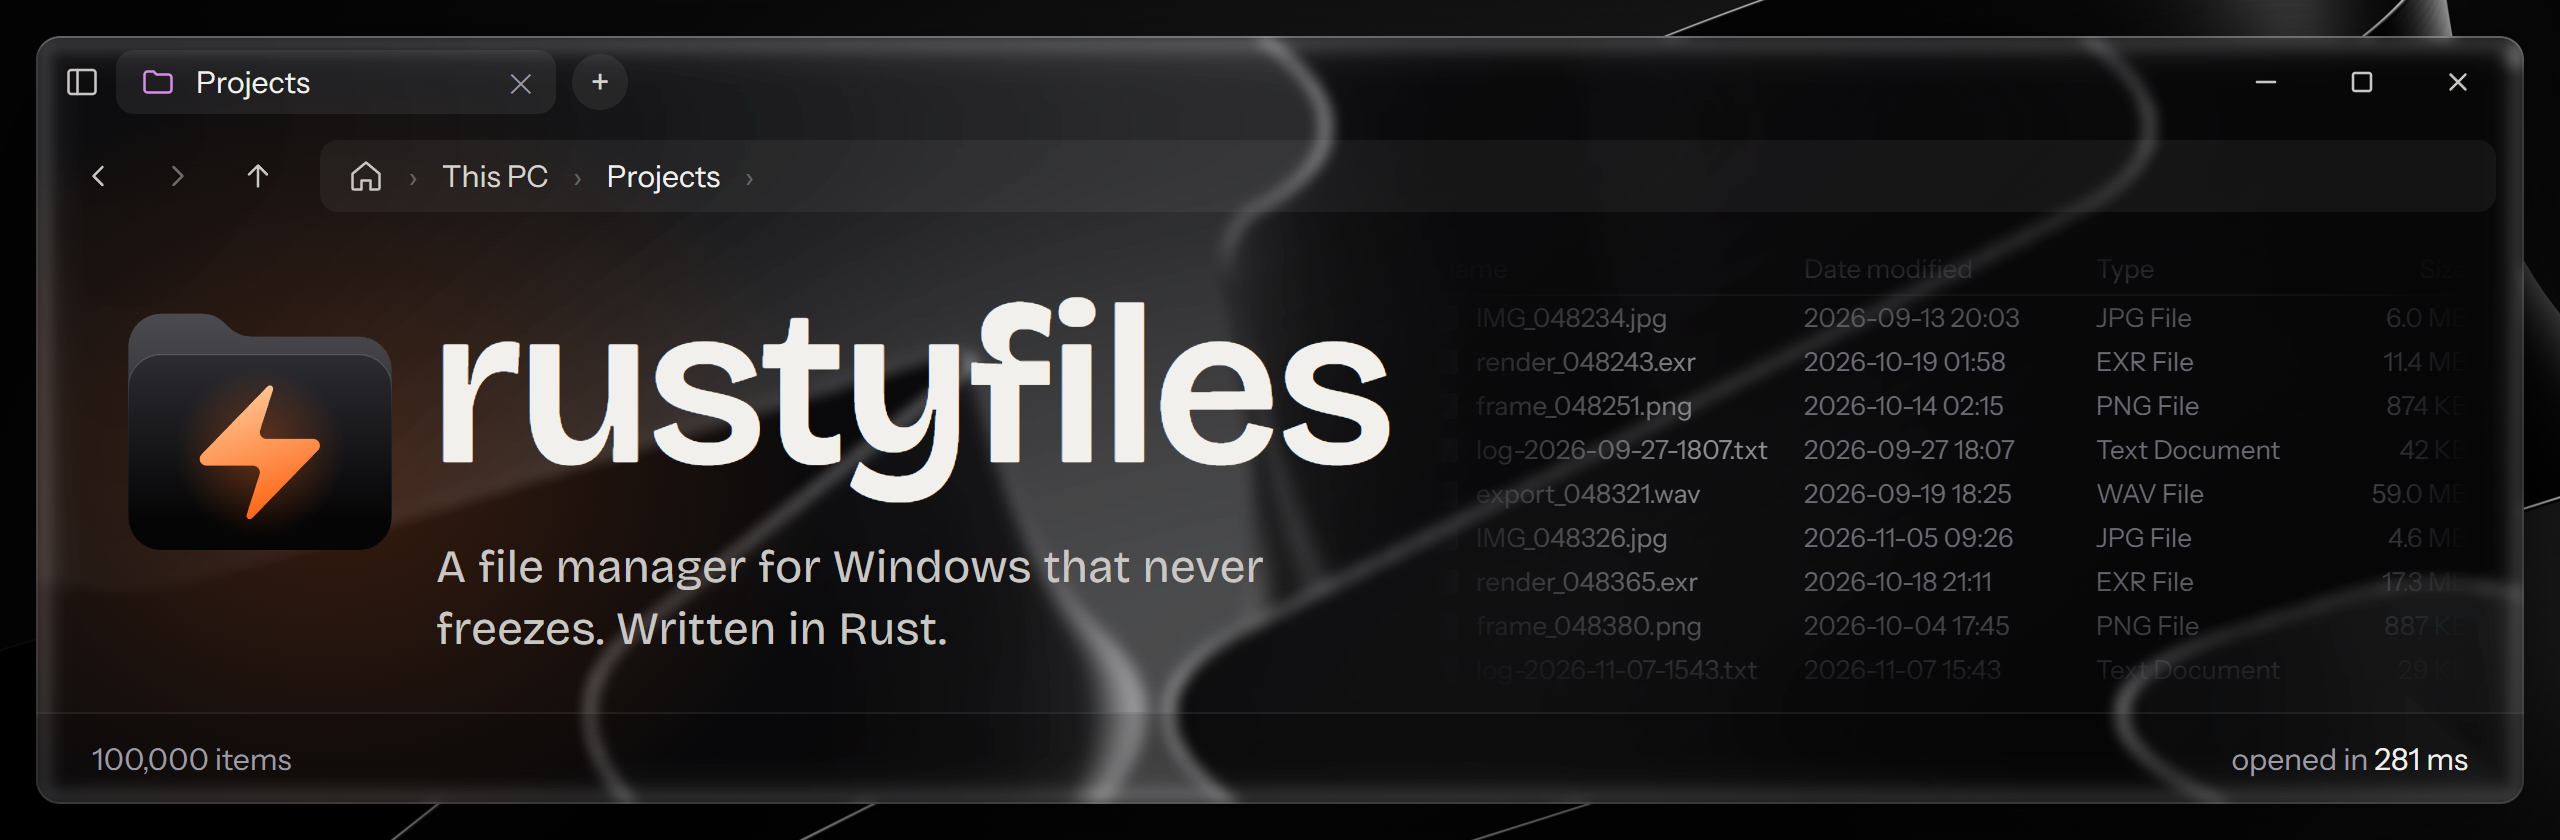 Projects
This PC › Projects ›
Date modified Type
IMG_048234.jpg 2026-09-13 20:03 JPG File 6.0 MB
render_048243.exr 2026-10-19 01:58 EXR File 11.4 MB
frame_048251.png 2026-10-14 02:15 PNG File 874 KB
log-2026-09-27-1807.txt 2026-09-27 18:07 Text Document 42 KB
export_048321.wav 2026-09-19 18:25 WAV File 59.0 MB
IMG_048326.jpg 2026-11-05 09:26 JPG File 4.6 MB
render_048365.exr 2026-10-18 21:11 EXR File 17.3 MB
frame_048380.png 2026-10-04 17:45 PNG File 887 KB
log-2026-11-07-1543.txt 2026-11-07 15:43 Text Document 29
rustyfiles
A file manager for Windows that never
freezes. Written in Rust.
100,000 items
opened in 281 ms